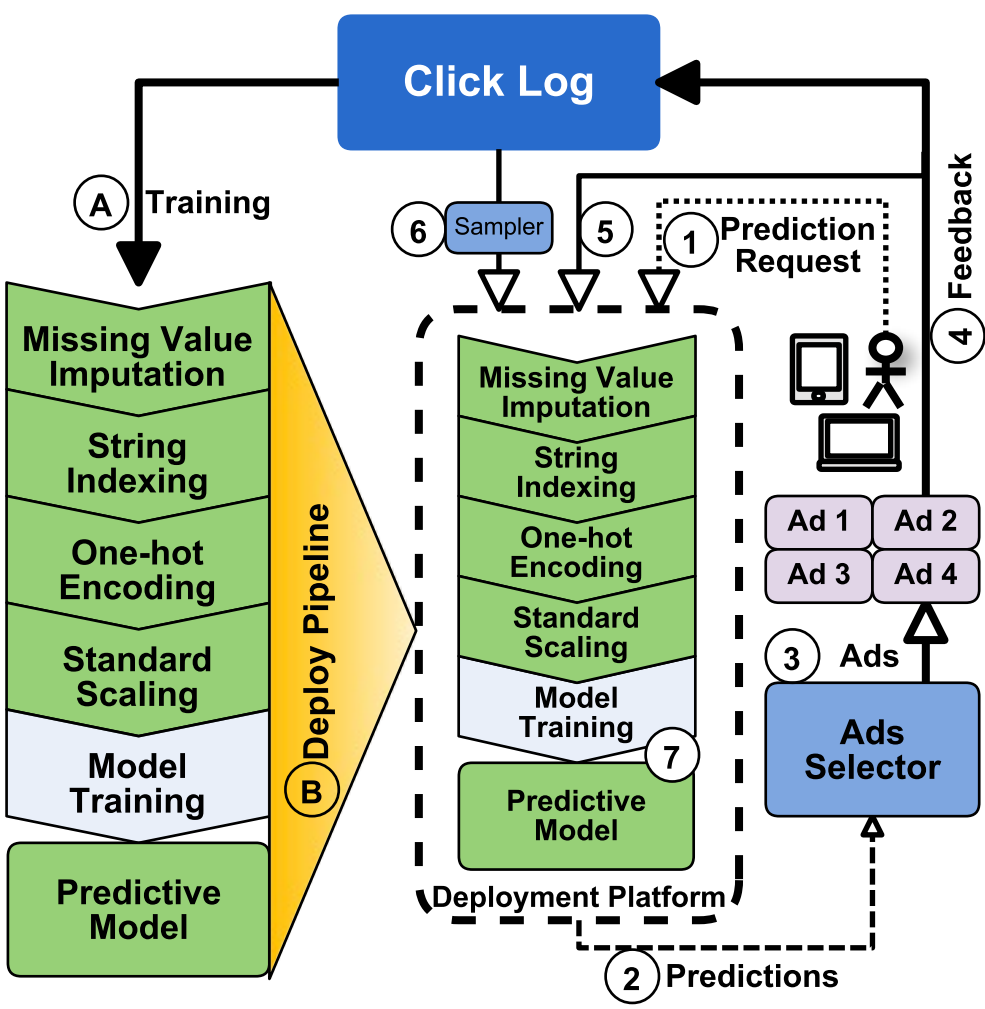 Click Log
A
Training
6
Sampler
5
1
Prediction
Request
4
Feedback
Missing Value
Imputation
String
Indexing
One-hot
Encoding
Standard
Scaling
Model
Training
Predictive
Model
B
Deploy Pipeline
Missing Value
Imputation
String
Indexing
One-hot
Encoding
Standard
Scaling
Model
Training
7
Predictive
Model
Deployment Platform
Ad 1
Ad 2
Ad 3
Ad 4
3
Ads
Ads
Selector
2
Predictions